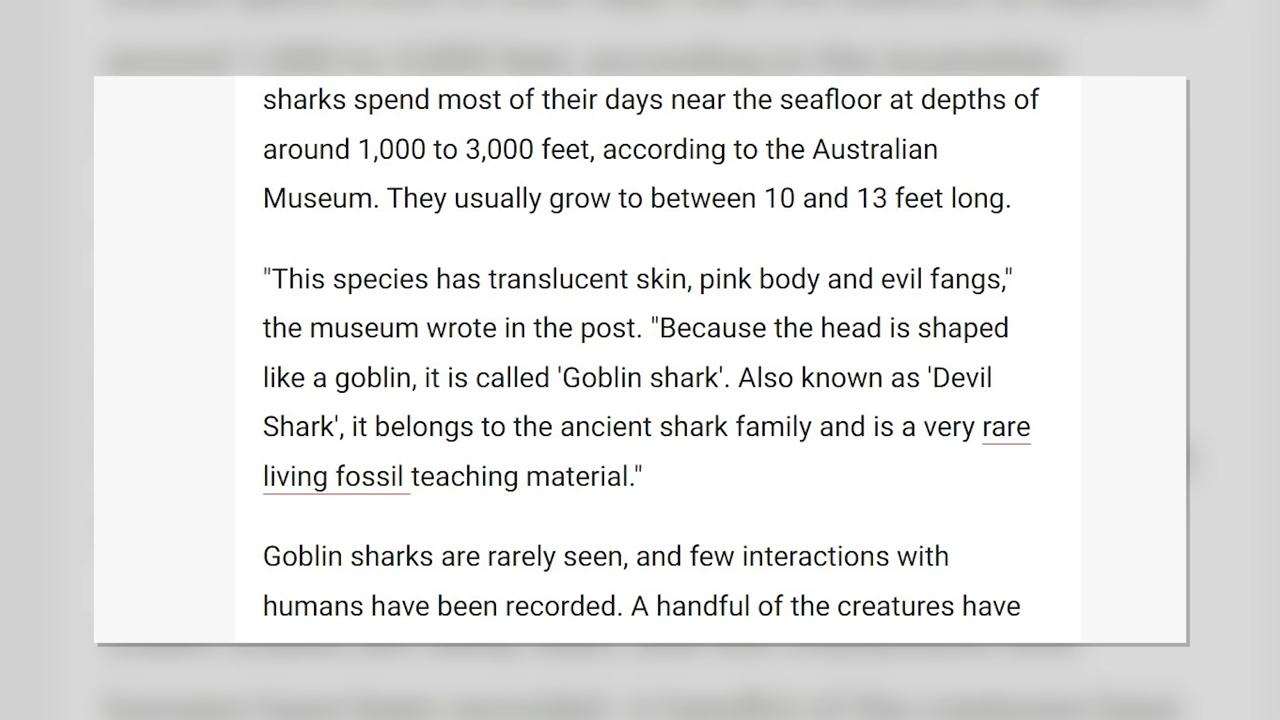 sharks spend most of their days near the seafloor at depths of
around 1,000 to 3,000 feet, according to the Australian
Museum. They usually grow to between 10 and 13 feet long.
"This species has translucent skin, pink body and evil fangs,"
the museum wrote in the post. "Because the head is shaped
like a goblin, it is called 'Goblin shark'. Also known as 'Devil
Shark', it belongs to the ancient shark family and is a very rare
living fossil teaching material."
Goblin sharks are rarely seen, and few interactions with
humans have been recorded. A handful of the creatures have